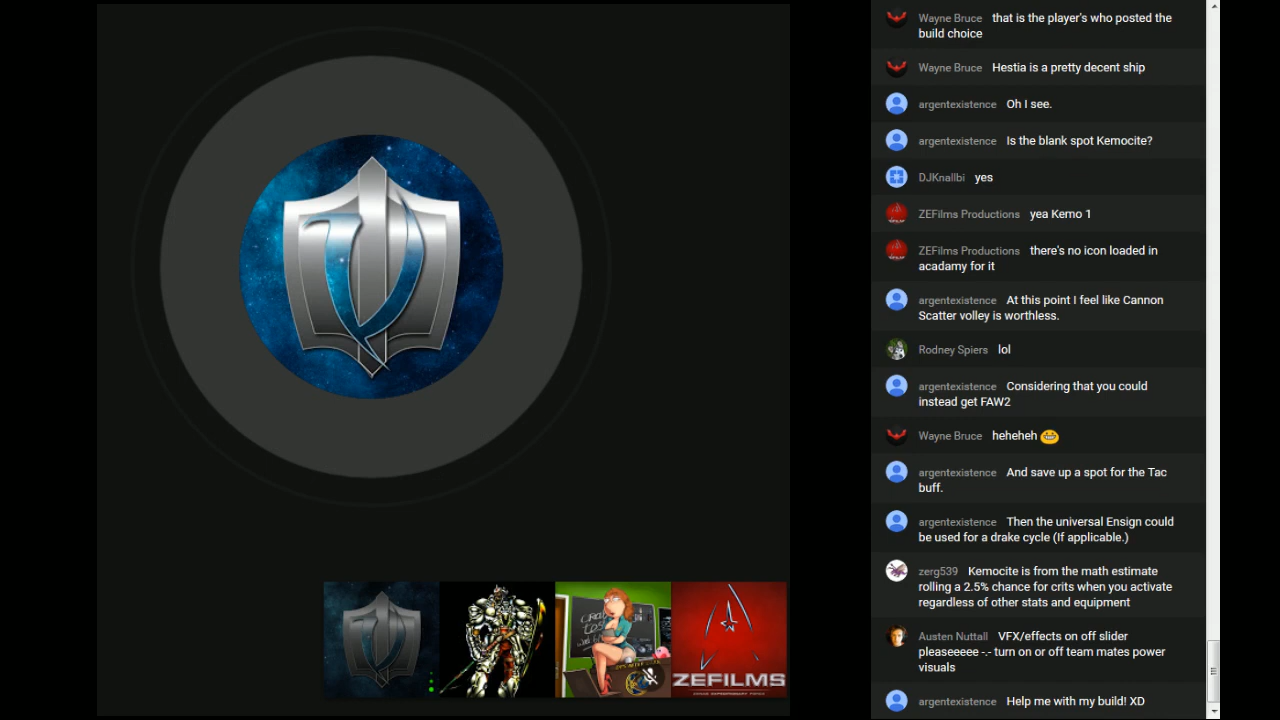 Wayne Bruce that is the player's who posted the
build choice
Wayne Bruce Hestia is a pretty decent ship
argentexistence Oh I see.
argentexistence Is the blank spot Kemocite?
DJKnallbi yes
ZEFilms Productions yea Kemo 1
ZEFilms Productions there's no icon loaded in
acadamy for it
argentexistence At this point I feel like Cannon
Scatter volley is worthless.
Rodney Spiers lol
argentexistence Considering that you could
instead get FAW2
Wayne Bruce heheheh
argentexistence And save up a spot for the Tac
buff.
argentexistence Then the universal Ensign could
be used for a drake cycle (If applicable.)
zerg539 Kemocite is from the math estimate
rolling a 2.5% chance for crits when you activate
regardless of other stats and equipment
Austen Nuttall VFX/effects on off slider
pleaseeeee -.- turn on or off team mates power
visuals
argentexistence Help me with my build! XD
ZEFILMS